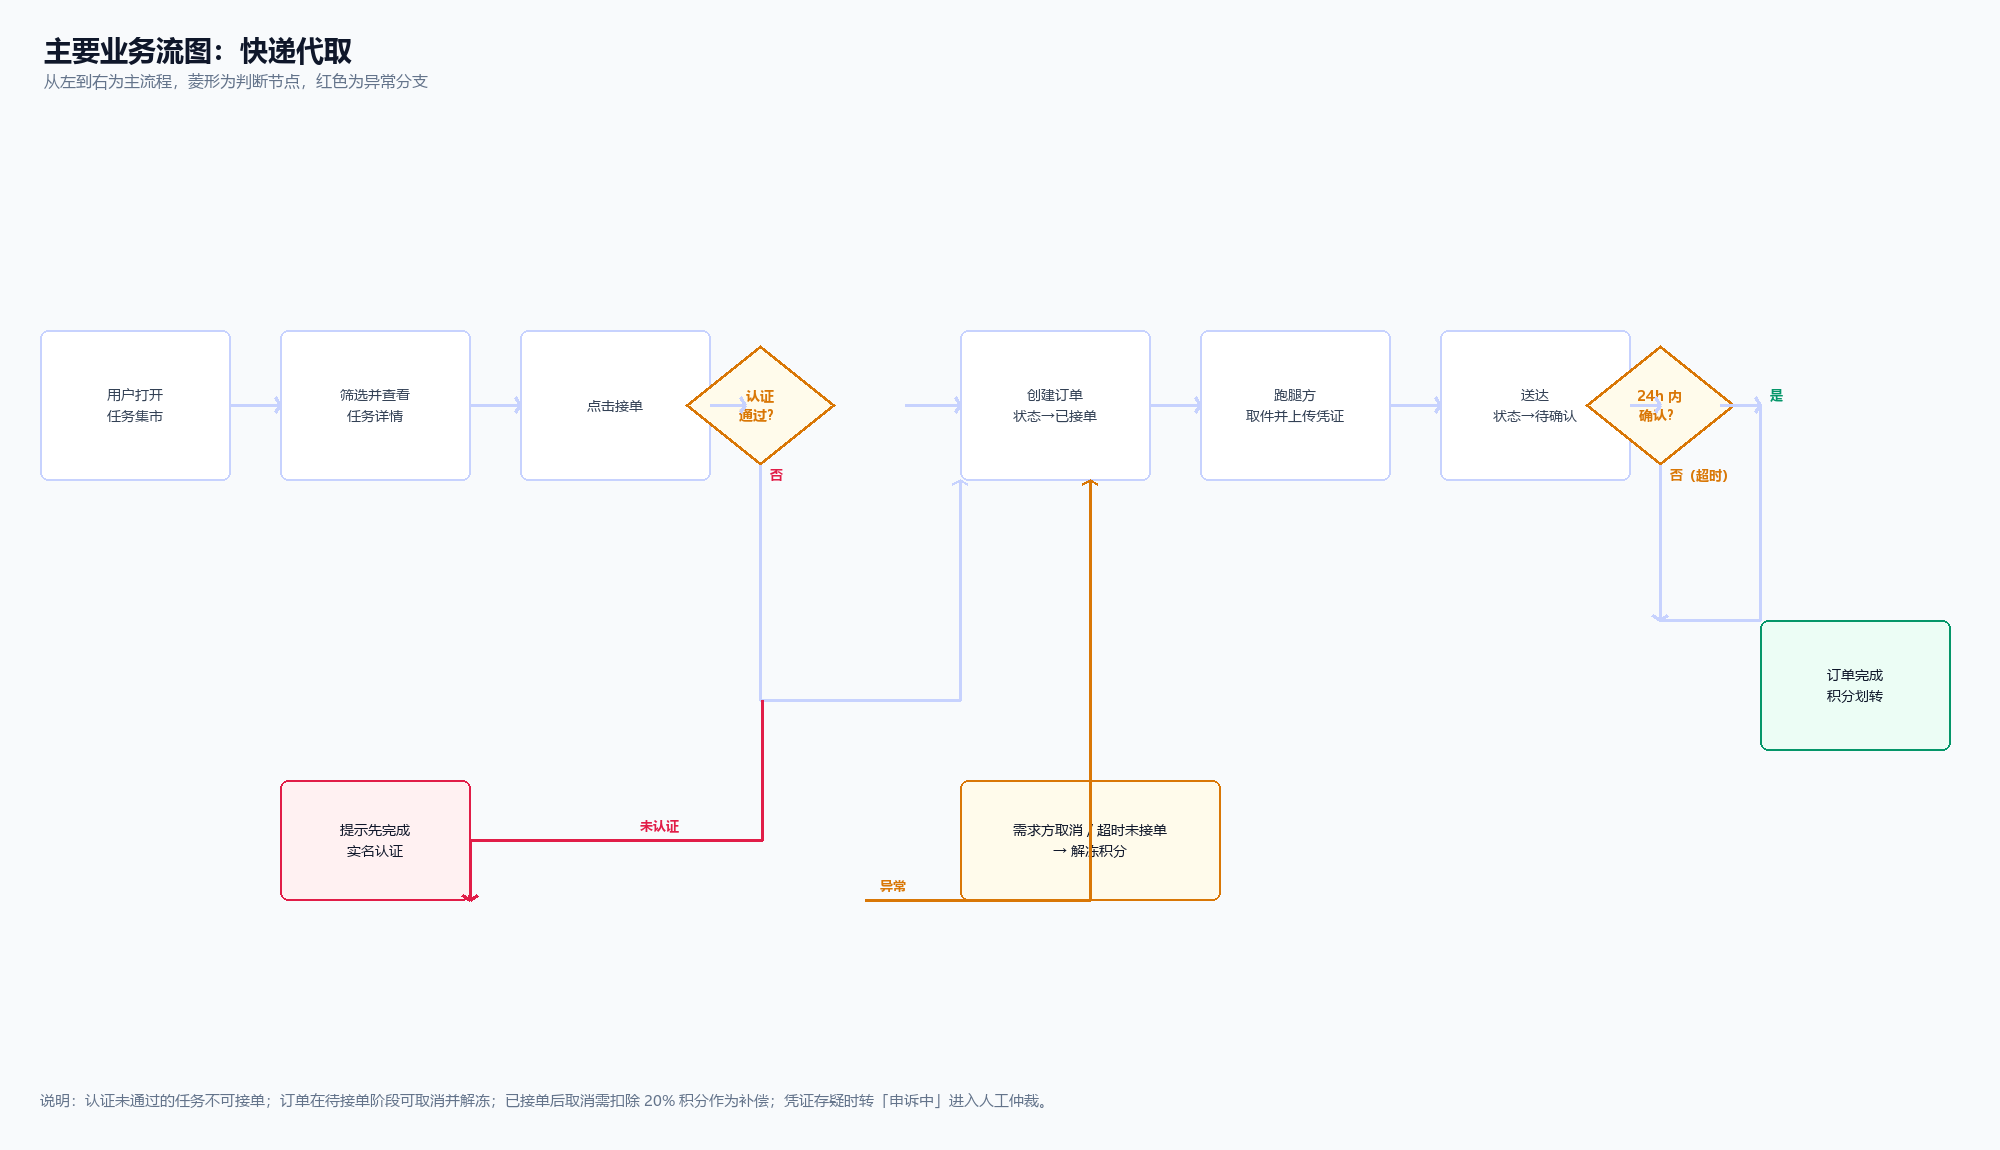 主要业务流图：快递代取
从左到右为主流程，菱形为判断节点，红色为异常分支
用户打开
任务集市
筛选并查看
任务详情
点击接单
认证
通过?
否
创建订单
状态→已接单
跑腿方
取件并上传凭证
送达
状态→待确认
24h 内
确认?
是
否（超时）
订单完成
积分划转
提示先完成
实名认证
未认证
需求方取消 / 超时未接单
→ 解冻积分
异常
说明：认证未通过的任务不可接单；订单在待接单阶段可取消并解冻；已接单后取消需扣除 20% 积分作为补偿；凭证存疑时转「申诉中」进入人工仲裁。